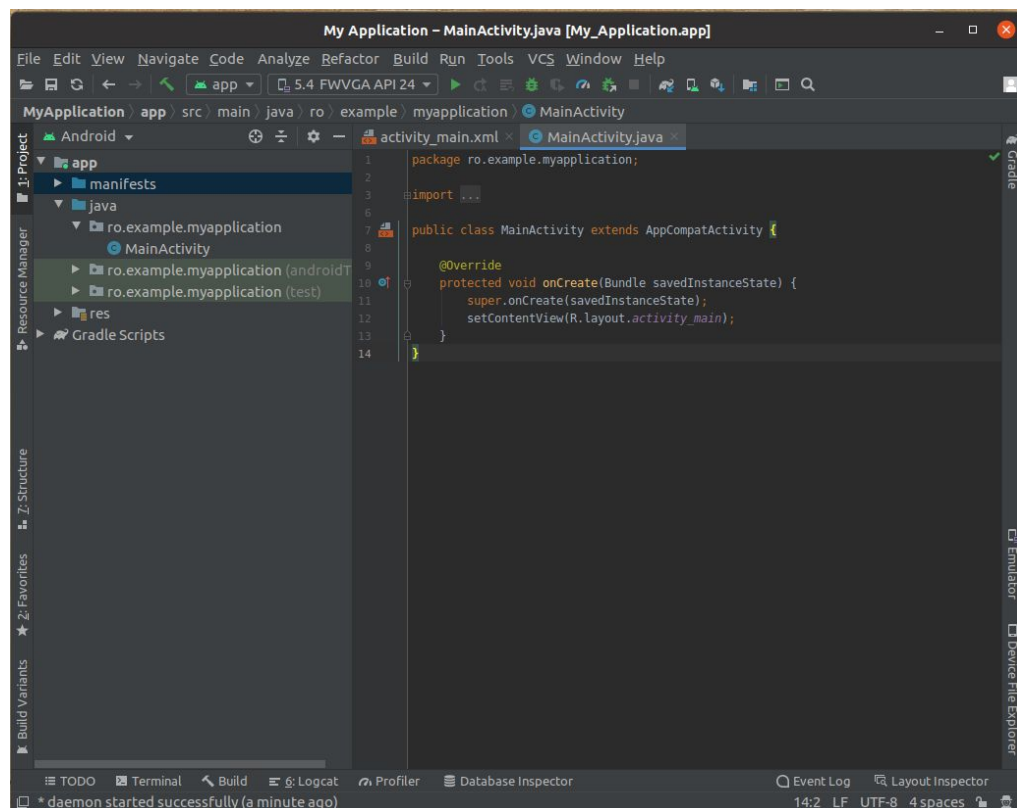 My Application – MainActivity.java [My_Application.app]
File Edit View Navigate Code Analyze Refactor Build Run Tools VCS Window Help
app 5.4 FWVGA API 24
MyApplication app src main java ro example myapplication MainActivity
1: Project
Resource Manager
Z: Structure
2: Favorites
Build Variants
Android
app
manifests
java
ro.example.myapplication
MainActivity
ro.example.myapplication (androidT
ro.example.myapplication (test)
res
Gradle Scripts
activity_main.xml MainActivity.java
1 package ro.example.myapplication;
2
3 import ...
6
7 public class MainActivity extends AppCompatActivity {
8
9 @Override
10 protected void onCreate(Bundle savedInstanceState) {
11 super.onCreate(savedInstanceState);
12 setContentView(R.layout.activity_main);
13 }
14 }
Gradle
Emulator
Device File Explorer
TODO Terminal Build 6: Logcat Profiler Database Inspector Event Log Layout Inspector
* daemon started successfully (a minute ago) 14:2 LF UTF-8 4 spaces